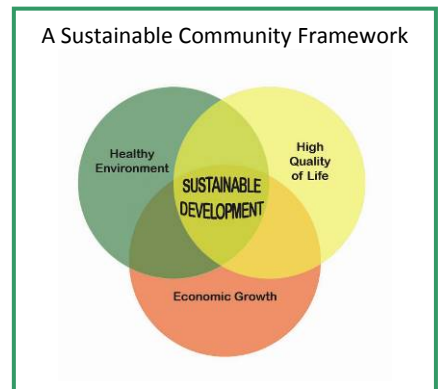 A Sustainable Community Framework
Healthy
Environment
High
Quality
of Life
SUSTAINABLE
DEVELOPMENT
Economic Growth